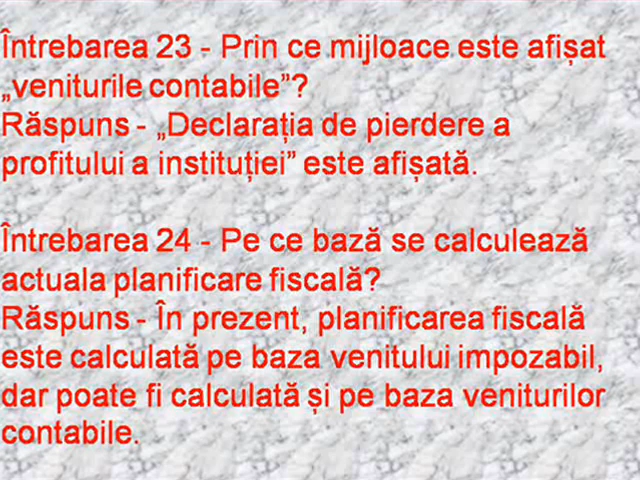 Întrebarea 23 - Prin ce mijloace este afișat
„veniturile contabile”?
Răspuns - „Declarația de pierdere a
profitului a instituției” este afișată.
Întrebarea 24 - Pe ce bază se calculează
actuala planificare fiscală?
Răspuns - În prezent, planificarea fiscală
este calculată pe baza venitului impozabil,
dar poate fi calculată și pe baza veniturilor
contabile.